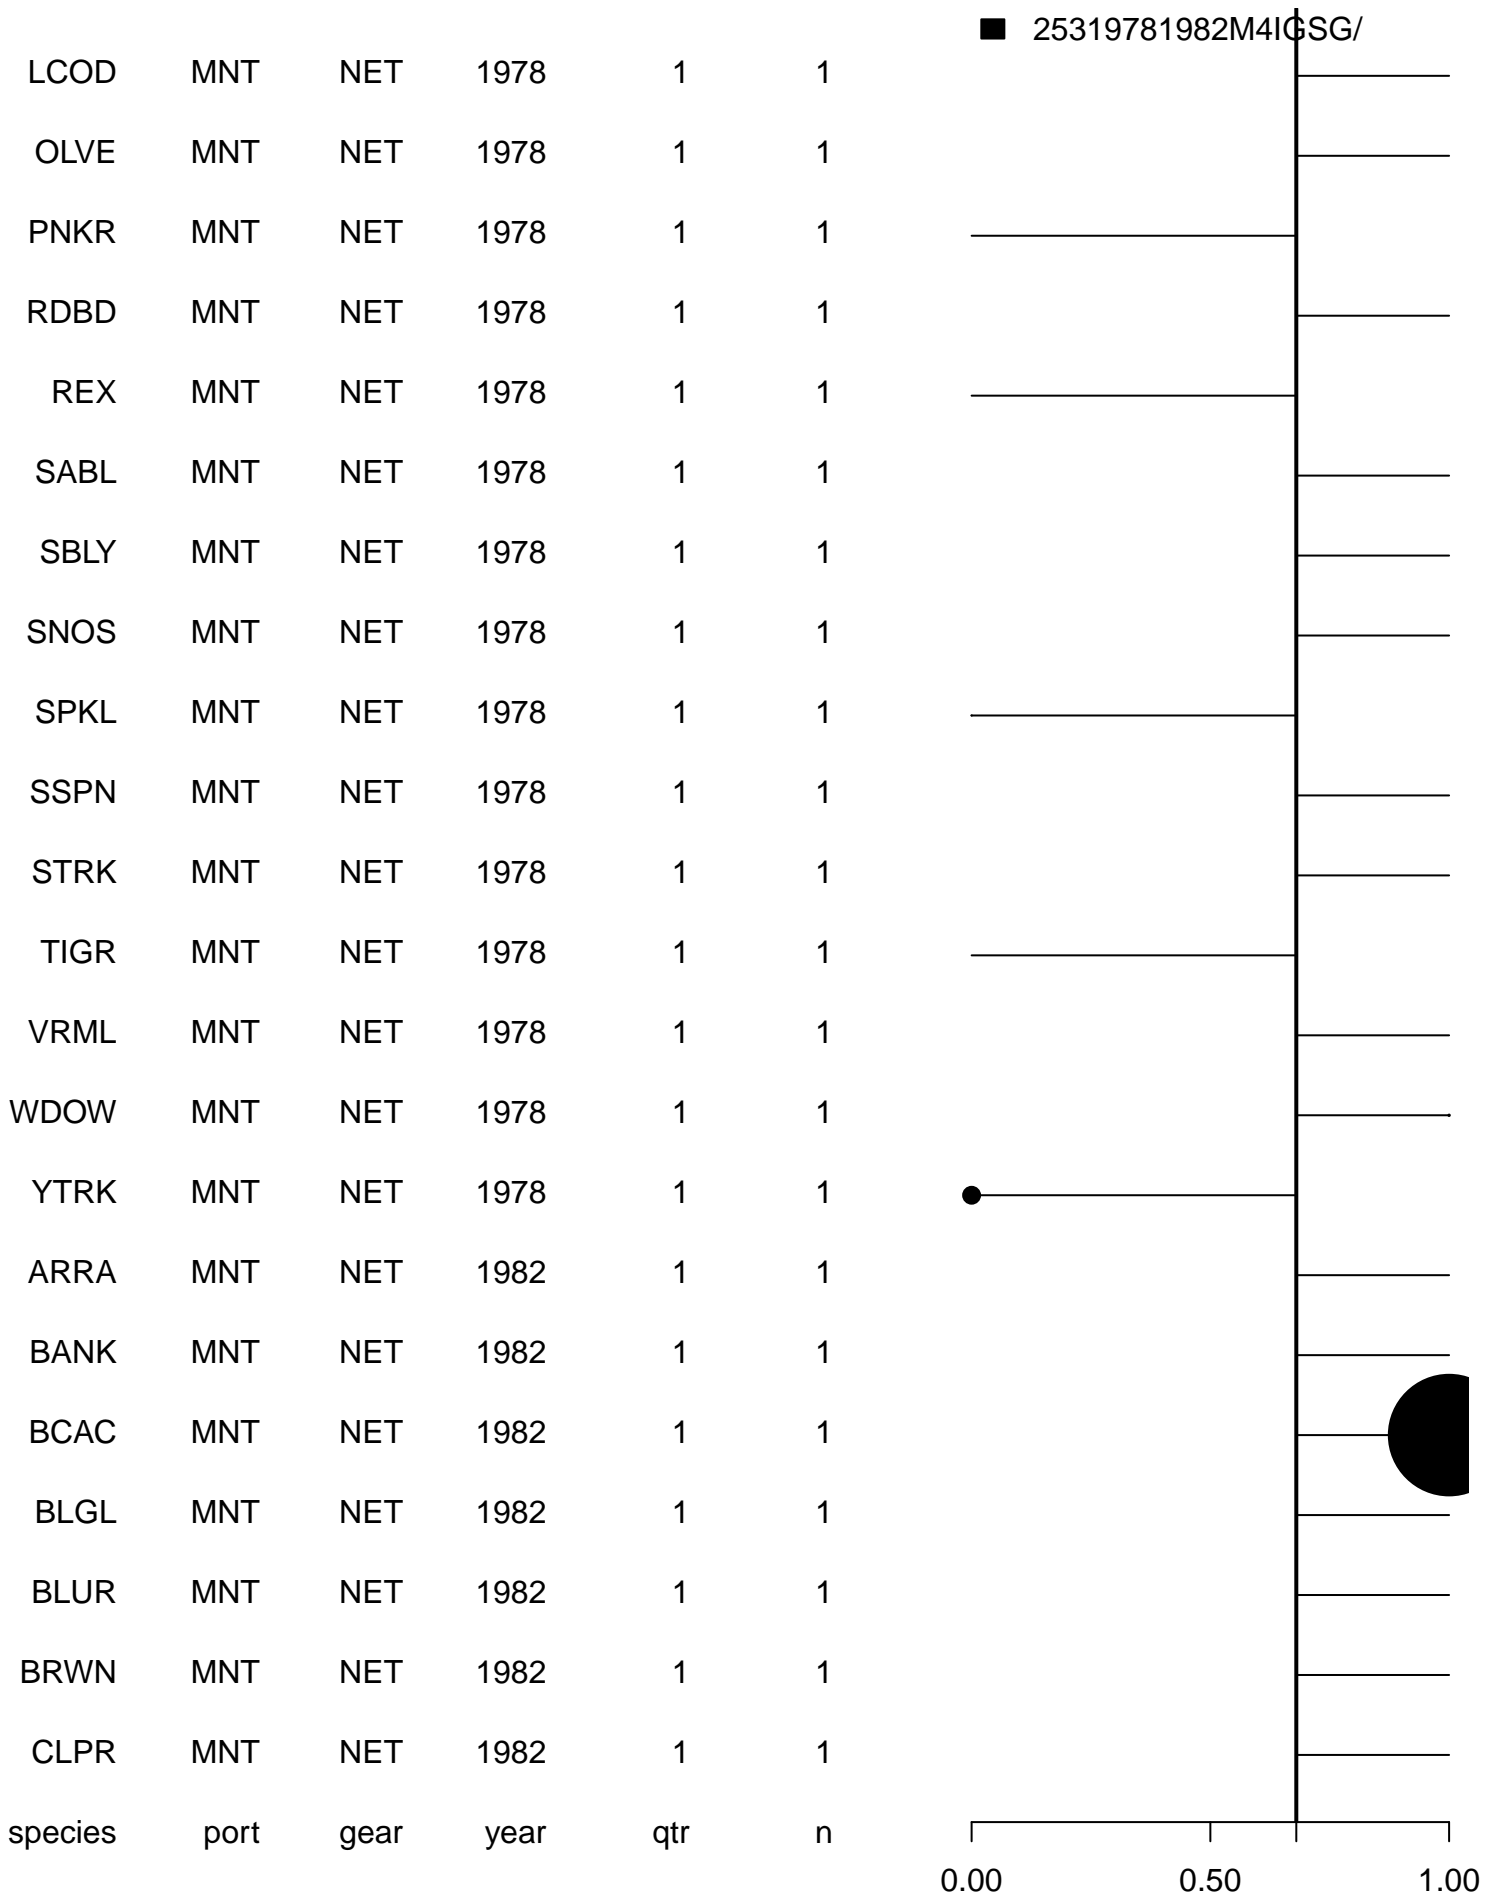 25319781982M4IGSG/
LCOD MNT NET 1978 1 1
OLVE MNT NET 1978 1 1
PNKR MNT NET 1978 1 1
RDBD MNT NET 1978 1 1
REX MNT NET 1978 1 1
SABL MNT NET 1978 1 1
SBLY MNT NET 1978 1 1
SNOS MNT NET 1978 1 1
SPKL MNT NET 1978 1 1
SSPN MNT NET 1978 1 1
STRK MNT NET 1978 1 1
TIGR MNT NET 1978 1 1
VRML MNT NET 1978 1 1
WDOW MNT NET 1978 1 1
YTRK MNT NET 1978 1 1
ARRA MNT NET 1982 1 1
BANK MNT NET 1982 1 1
BCAC MNT NET 1982 1 1
BLGL MNT NET 1982 1 1
BLUR MNT NET 1982 1 1
BRWN MNT NET 1982 1 1
CLPR MNT NET 1982 1 1
species port gear year qtr n
0.00 0.50 1.00